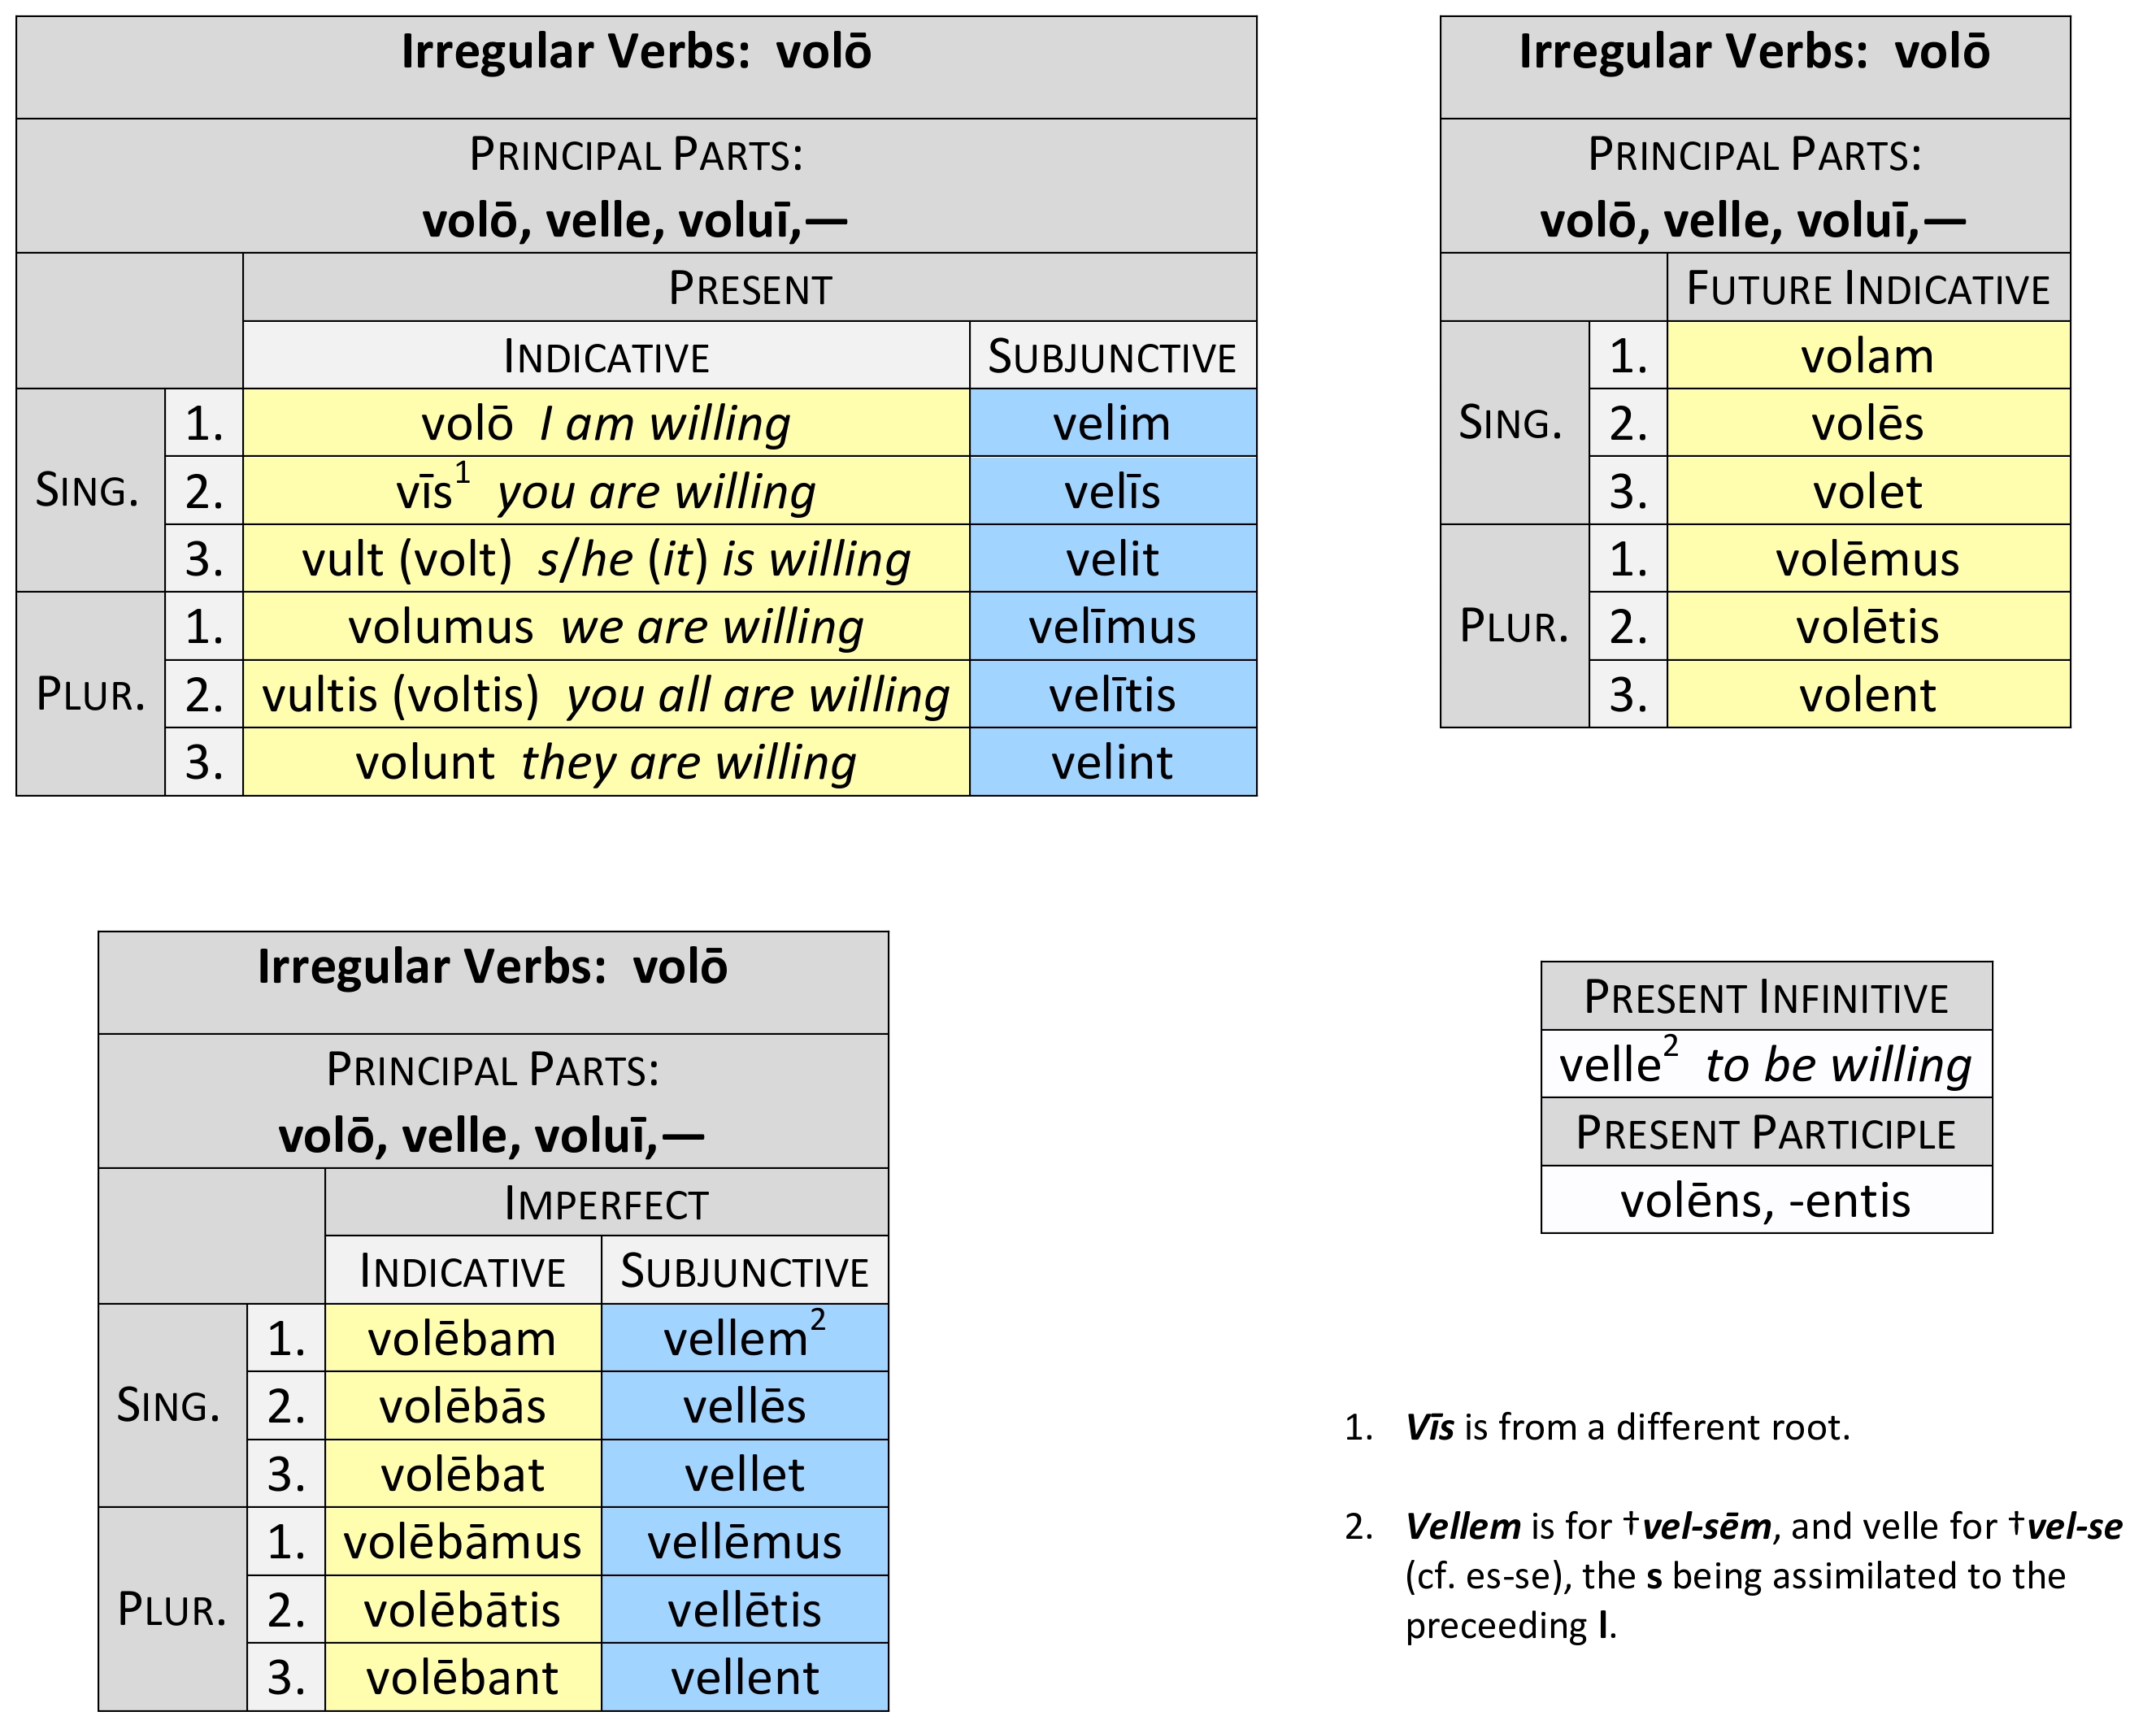 Irregular Verbs: volō
PRINCIPAL PARTS:
volō, velle, voluī,—
PRESENT
INDICATIVE SUBJUNCTIVE
SING. 1. volō I am willing velim
2. vīs1 you are willing velīs
3. vult (volt) s/he (it) is willing velit
PLUR. 1. volumus we are willing velīmus
2. vultis (voltis) you all are willing velītis
3. volunt they are willing velint
Irregular Verbs: volō
PRINCIPAL PARTS:
volō, velle, voluī,—
FUTURE INDICATIVE
SING. 1. volam
2. volēs
3. volet
PLUR. 1. volēmus
2. volētis
3. volent
Irregular Verbs: volō
PRINCIPAL PARTS:
volō, velle, voluī,—
IMPERFECT
INDICATIVE SUBJUNCTIVE
SING. 1. volēbam vellem2
2. volēbās vellēs
3. volēbat vellet
PLUR. 1. volēbāmus vellēmus
2. volēbātis vellētis
3. volēbant vellent
PRESENT INFINITIVE
velle2 to be willing
PRESENT PARTICIPLE
volēns, -entis
1. Vīs is from a different root.
2. Vellem is for †vel-sēm, and velle for †vel-se
(cf. es-se), the s being assimilated to the
preceeding l.